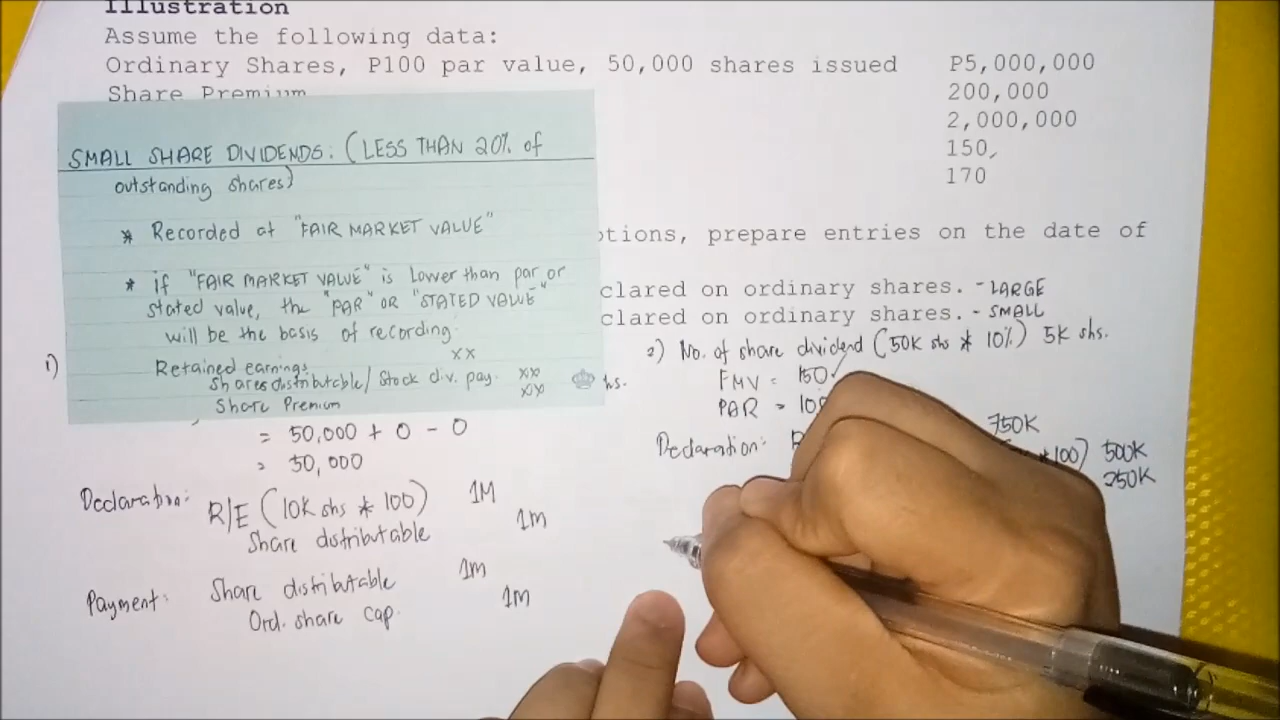 Illustration
Assume the following data:
Ordinary Shares, P100 par value, 50,000 shares issued P5,000,000
Share Premium 200,000
2,000,000
150
170
SMALL SHARE DIVIDENDS: (LESS THAN 20% of
outstanding shares)
* Recorded at "FAIR MARKET VALUE"
* if "FAIR MARKET VALUE" is lower than par or
stated value, the "PAR" OR "STATED VALUE"
will be the basis of recording.
Retained earnings xx
Shares distributable/ Stock div. pay. xx
Share Premium xx
ptions, prepare entries on the date of
clared on ordinary shares. - LARGE
clared on ordinary shares. - SMALL
1)
hs.
= 50,000 + 0 - 0
= 50,000
Declaration: R/E (10K shs * 100) 1M
Share distributable 1m
Payment: Share distributable 1m
Ord. share cap. 1M
2) No. of share dividend (50K shs * 10%) 5K shs.
FMV = 150 ✓
PAR = 100
Declaration: 750K
*100) 500K
250K